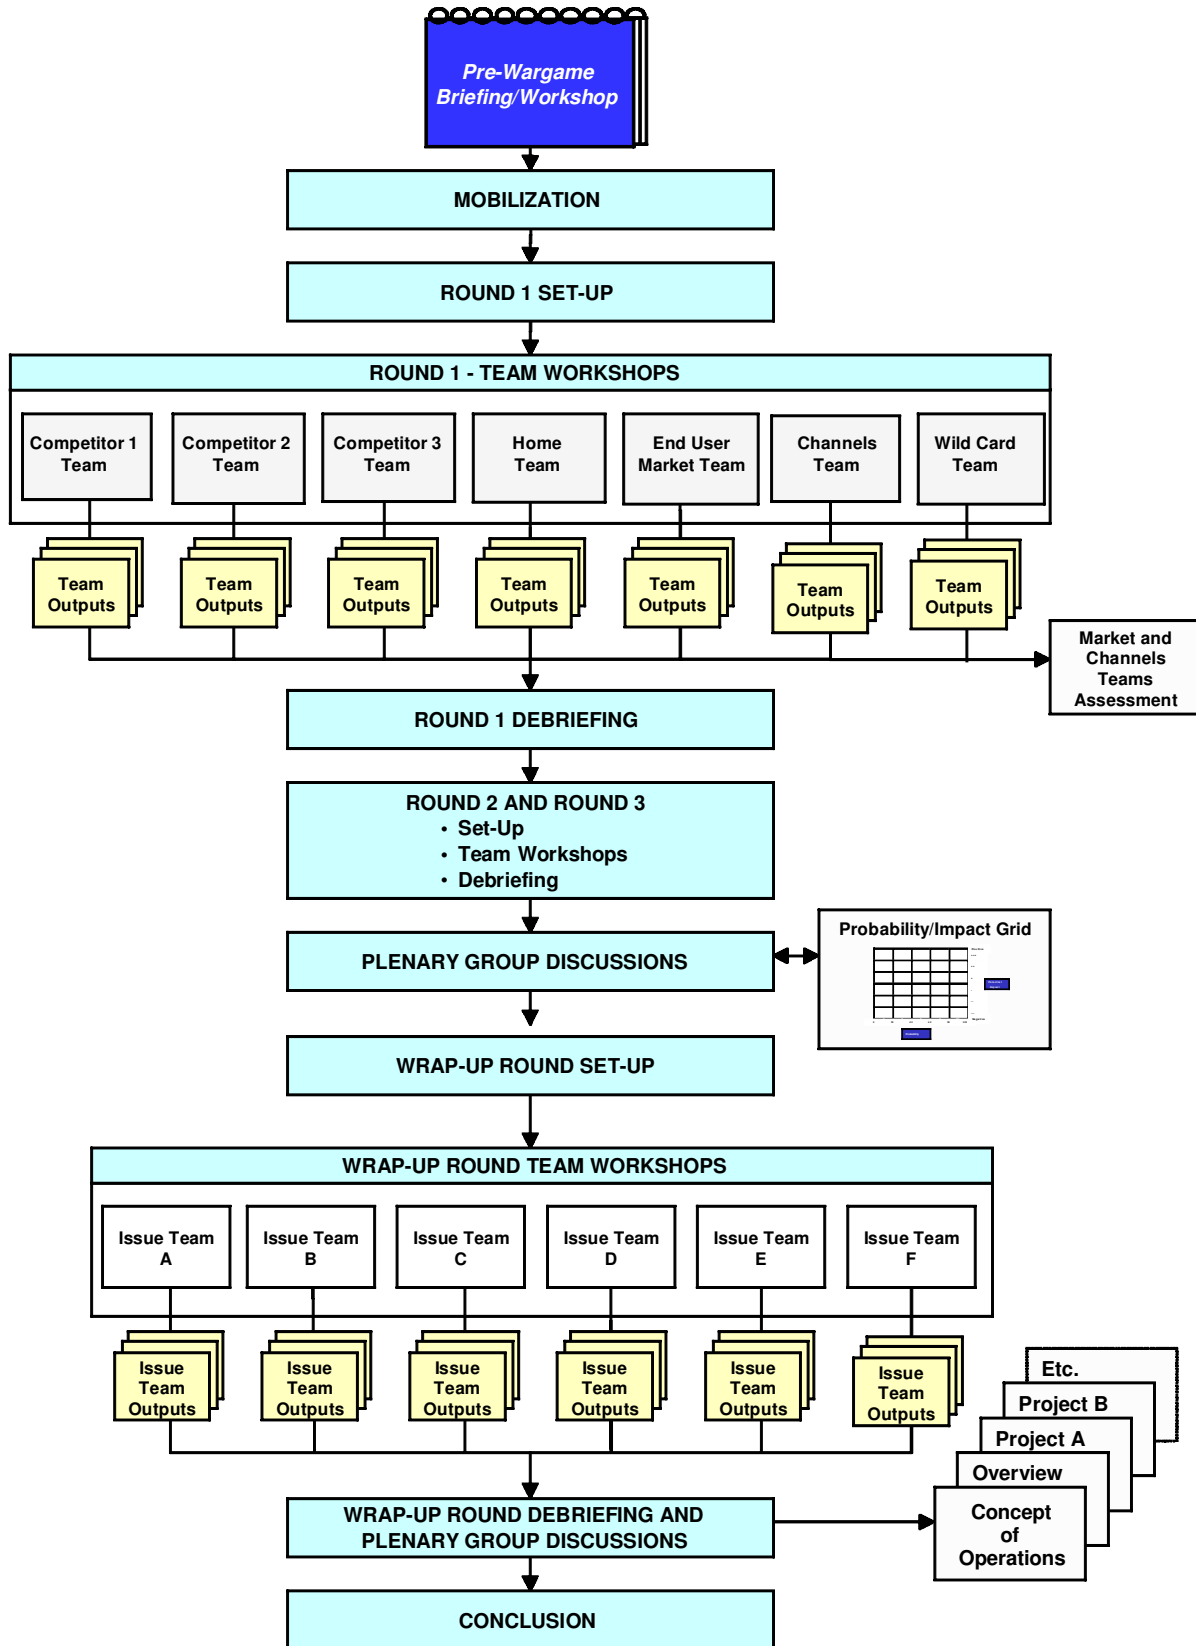 Pre-Wargame
Briefing/Workshop
MOBILIZATION
ROUND 1 SET-UP
ROUND 1 - TEAM WORKSHOPS
Competitor 1
Team
Competitor 2
Team
Competitor 3
Team
Home
Team
End User
Market Team
Channels
Team
Wild Card
Team
Team
Outputs
Team
Outputs
Team
Outputs
Team
Outputs
Team
Outputs
Team
Outputs
Team
Outputs
Market and
Channels
Teams
Assessment
ROUND 1 DEBRIEFING
ROUND 2 AND ROUND 3
• Set-Up
• Team Workshops
• Debriefing
PLENARY GROUP DISCUSSIONS
Probability/Impact Grid
WRAP-UP ROUND SET-UP
WRAP-UP ROUND TEAM WORKSHOPS
Issue Team
A
Issue Team
B
Issue Team
C
Issue Team
D
Issue Team
E
Issue Team
F
Issue
Team
Outputs
Issue
Team
Outputs
Issue
Team
Outputs
Issue
Team
Outputs
Issue
Team
Outputs
Issue
Team
Outputs
Etc.
Project B
Project A
Overview
Concept
of
Operations
WRAP-UP ROUND DEBRIEFING AND
PLENARY GROUP DISCUSSIONS
CONCLUSION